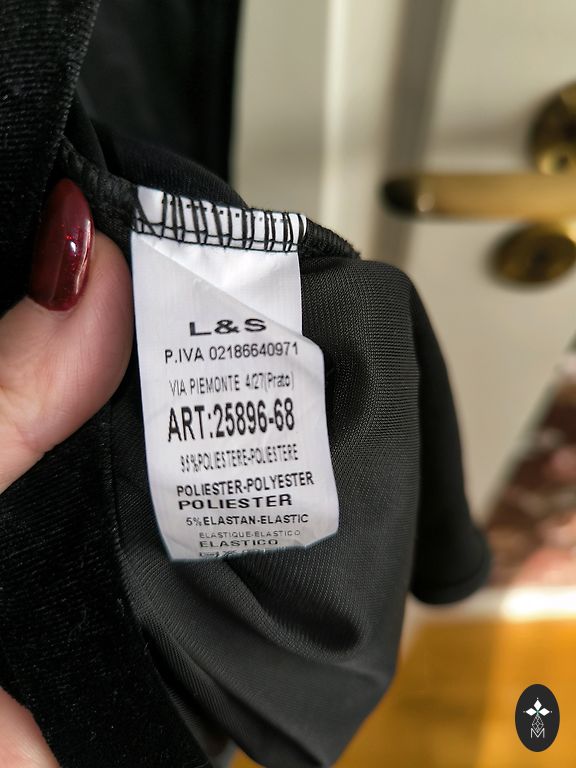 L&S
P.IVA 02186640971
VIA PIEMONTE 4/27(Prato)
ART:25896-68
95%POLIESTERE-POLIESTERE
POLIESTER-POLYESTER
POLIESTER
5%ELASTAN-ELASTIC
ELASTIQUE-ELASTICO
ELASTICO
M